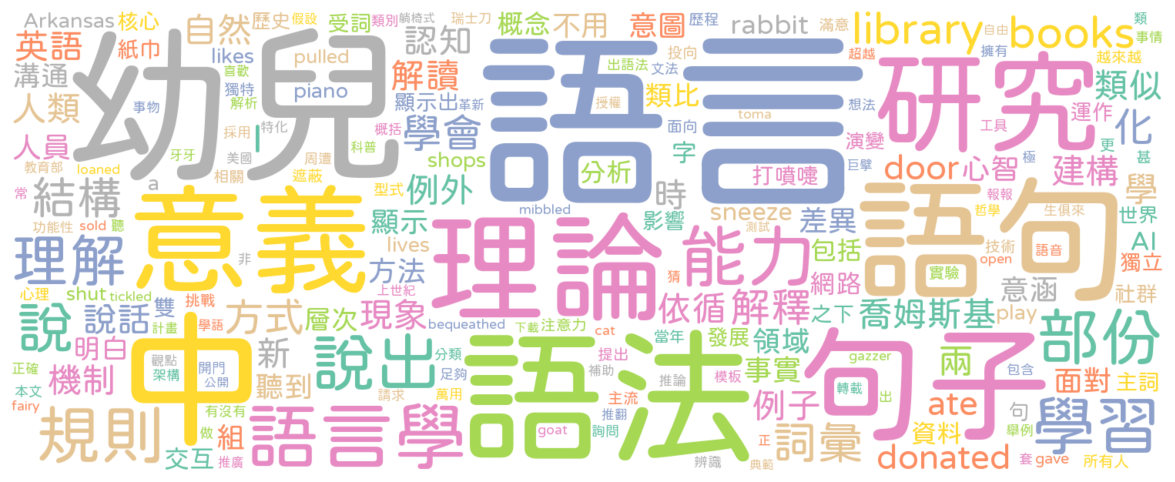 Arkansas 核心 自然 歷史 假設 受詞 類別 躺椅式 瑞士刀 概念 不用 意圖 歷程 rabbit 滿意 library books 自由 類 事情
英語 紙巾 likes 喜歡 pulled 認知 幼兒 語言 出語法 文法 投向 超越 擁有 越來越
溝通 獨特 piano 解讀 類比 研究 類似
人類 事物 解析 顯示出 革新 授權 面向 toma 想法 工具 運作 化
人員 採用 特化 概括 科普 學會 字 演變 巨擘 更 甚
教育部 loaned 牙牙 美國 周遭 相關 遮蔽 I shops 分析 打噴嚏 door 心智 建構 極
常 結構 a 型式 例外 時 報報 學
功能性 sold 聽 意義 顯示 mibbled 影響 sneeze 測試 差異 語句 哲學 生俱來 世界
理解 非 lives 理論 能力 包括 實驗 技術 open 語音 AI 獨立
心理 shut tickled 挑戰 雙 方法 上世紀 猜 網路 意涵 社群
說 說話 計畫 學語 方式 層次 現象 bequeathed 依循 解釋 之下 喬姆斯基 play
正確 明白 觀點 架構 開門 公開 中 新 下載 注意力 cat 當年 發展 領域 部份
本文 機制 聽到 說出 分類 足夠 語法 提出 補助 推論 模板 事實 gazzer 句子 兩 包含 面對 主詞
fairy 有沒有 請求 萬用 主流 轉載 出 ate 句
規則 做 組 語言學 goat 推翻 詢問 例子 正 資料 舉例 學習
交互 推廣 辨識 典範 詞彙 donated 套 gave 所有人